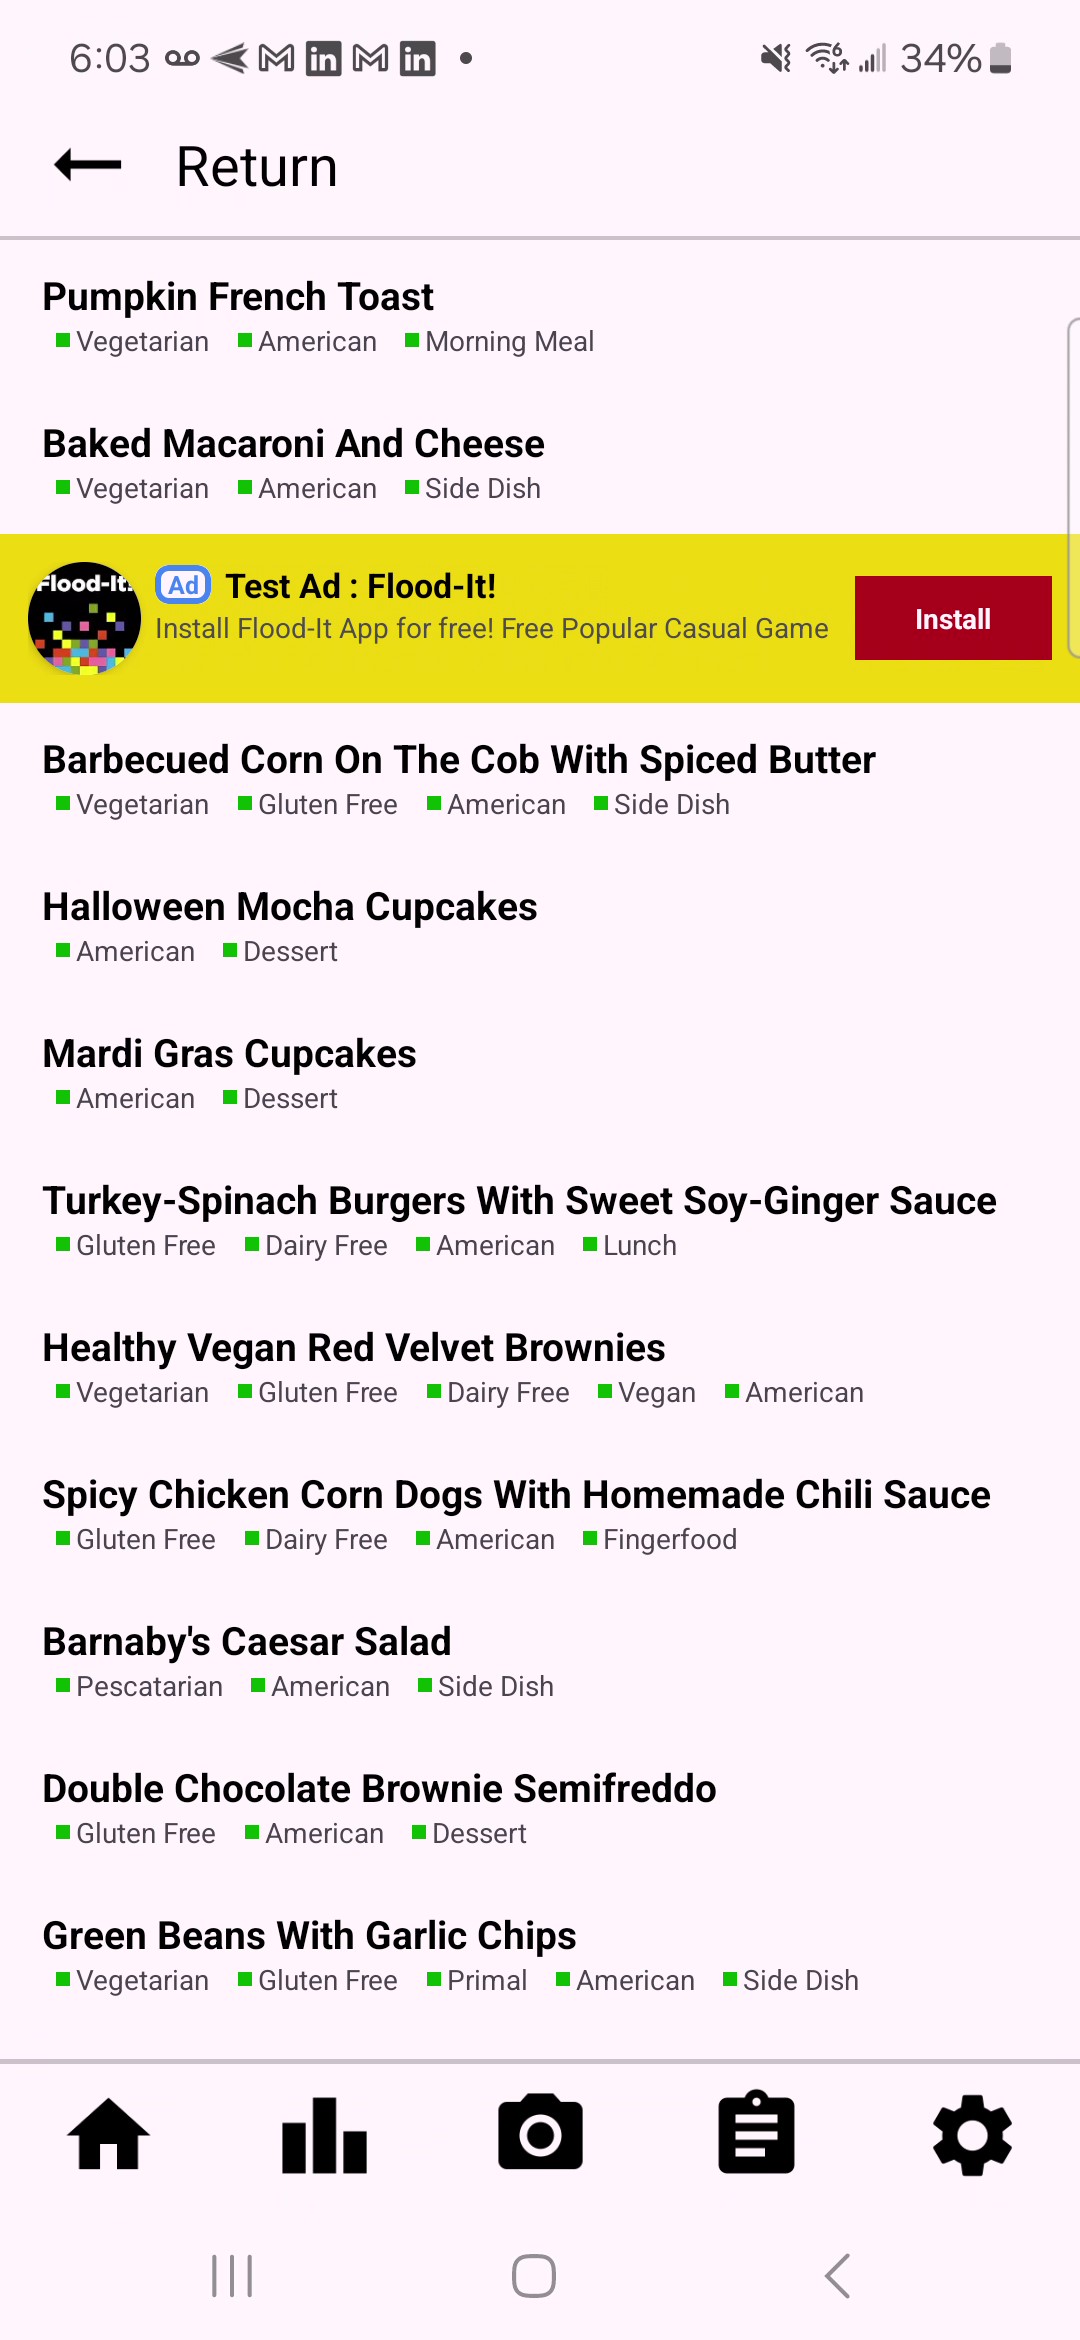 6:03 34%
Return
Pumpkin French Toast
Vegetarian American Morning Meal
Baked Macaroni And Cheese
Vegetarian American Side Dish
Flood-It!
Ad Test Ad : Flood-It!
Install Flood-It App for free! Free Popular Casual Game
Install
Barbecued Corn On The Cob With Spiced Butter
Vegetarian Gluten Free American Side Dish
Halloween Mocha Cupcakes
American Dessert
Mardi Gras Cupcakes
American Dessert
Turkey-Spinach Burgers With Sweet Soy-Ginger Sauce
Gluten Free Dairy Free American Lunch
Healthy Vegan Red Velvet Brownies
Vegetarian Gluten Free Dairy Free Vegan American
Spicy Chicken Corn Dogs With Homemade Chili Sauce
Gluten Free Dairy Free American Fingerfood
Barnaby's Caesar Salad
Pescatarian American Side Dish
Double Chocolate Brownie Semifreddo
Gluten Free American Dessert
Green Beans With Garlic Chips
Vegetarian Gluten Free Primal American Side Dish